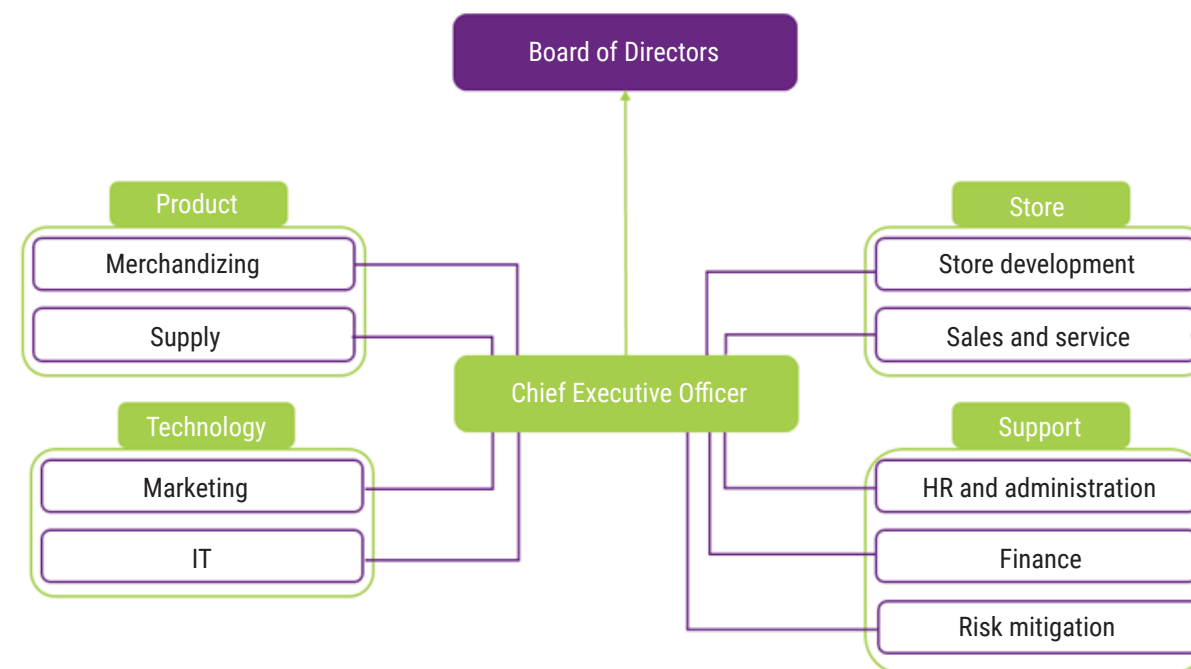 Board of Directors
Product
Merchandizing
Supply
Store
Store development
Sales and service
Chief Executive Officer
Technology
Marketing
IT
Support
HR and administration
Finance
Risk mitigation